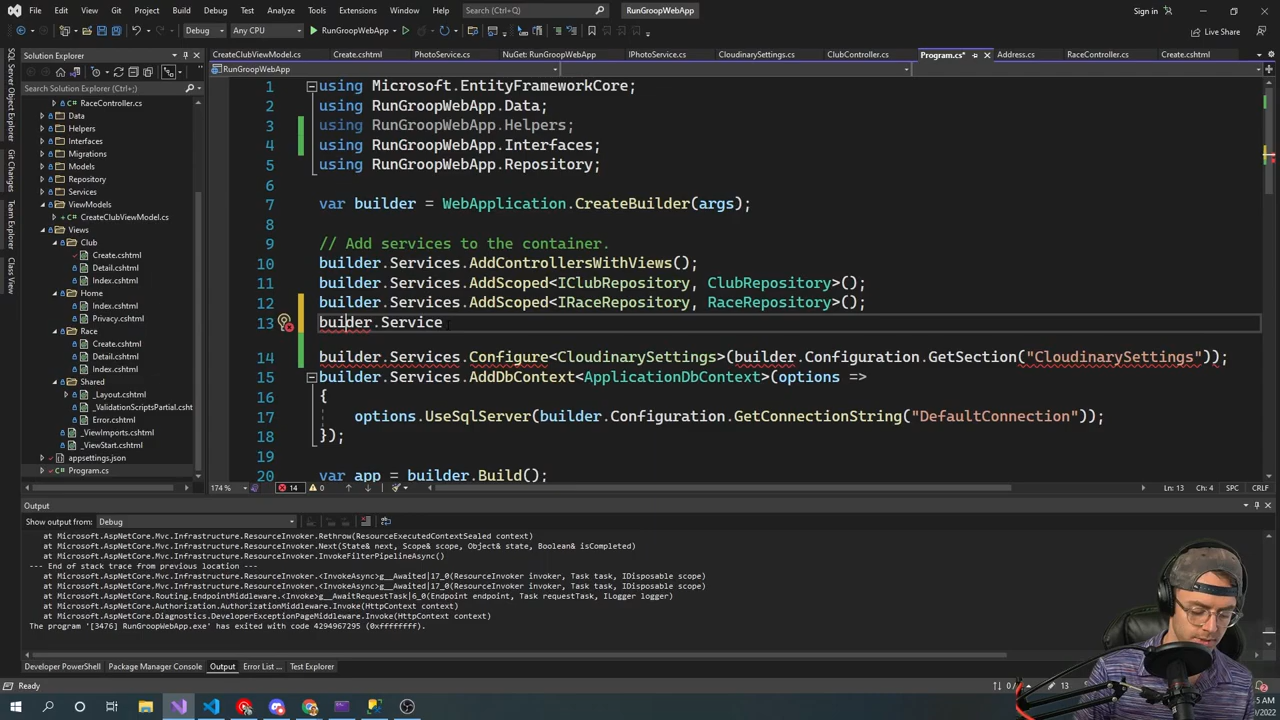 File Edit View Git Project Build Debug Test Analyze Tools Extensions Window Help Search (Ctrl+Q) RunGroopWebApp Sign in
Debug Any CPU RunGroopWebApp Live Share
SQL Server Object Explorer
Git Changes
Team Explorer
Class View
Solution Explorer
Search Solution Explorer (Ctrl+;)
RaceController.cs
Data
Helpers
Interfaces
Migrations
Models
Repository
Services
ViewModels
CreateClubViewModel.cs
Views
Club
Create.cshtml
Detail.cshtml
Index.cshtml
Home
Index.cshtml
Privacy.cshtml
Race
Create.cshtml
Detail.cshtml
Index.cshtml
Shared
_Layout.cshtml
_ValidationScriptsPartial.cshtml
Error.cshtml
_ViewImports.cshtml
_ViewStart.cshtml
appsettings.json
Program.cs
CreateClubViewModel.cs Create.cshtml PhotoService.cs NuGet: RunGroopWebApp IPhotoService.cs CloudinarySettings.cs ClubController.cs Program.cs* Address.cs RaceController.cs Create.cshtml
RunGroopWebApp
1 using Microsoft.EntityFrameworkCore;
2 using RunGroopWebApp.Data;
3 using RunGroopWebApp.Helpers;
4 using RunGroopWebApp.Interfaces;
5 using RunGroopWebApp.Repository;
6
7 var builder = WebApplication.CreateBuilder(args);
8
9 // Add services to the container.
10 builder.Services.AddControllersWithViews();
11 builder.Services.AddScoped<IClubRepository, ClubRepository>();
12 builder.Services.AddScoped<IRaceRepository, RaceRepository>();
13 buider.Service
14 builder.Services.Configure<CloudinarySettings>(builder.Configuration.GetSection("CloudinarySettings"));
15 builder.Services.AddDbContext<ApplicationDbContext>(options =>
16 {
17 options.UseSqlServer(builder.Configuration.GetConnectionString("DefaultConnection"));
18 });
19
20 var app = builder.Build();
174 % 14 0 Ln: 13 Ch: 4 SPC CRLF
Output
Show output from: Debug
at Microsoft.AspNetCore.Mvc.Infrastructure.ResourceInvoker.Rethrow(ResourceExecutedContextSealed context)
at Microsoft.AspNetCore.Mvc.Infrastructure.ResourceInvoker.Next(State& next, Scope& scope, Object& state, Boolean& isCompleted)
at Microsoft.AspNetCore.Mvc.Infrastructure.ResourceInvoker.InvokeFilterPipelineAsync()
--- End of stack trace from previous location ---
at Microsoft.AspNetCore.Mvc.Infrastructure.ResourceInvoker.<InvokeAsync>g__Awaited|17_0(ResourceInvoker invoker, Task task, IDisposable scope)
at Microsoft.AspNetCore.Mvc.Infrastructure.ResourceInvoker.<InvokeAsync>g__Awaited|17_0(ResourceInvoker invoker, Task task, IDisposable scope)
at Microsoft.AspNetCore.Routing.EndpointMiddleware.<Invoke>g__AwaitRequestTask|6_0(Endpoint endpoint, Task requestTask, ILogger logger)
at Microsoft.AspNetCore.Authorization.AuthorizationMiddleware.Invoke(HttpContext context)
at Microsoft.AspNetCore.Diagnostics.DeveloperExceptionPageMiddleware.Invoke(HttpContext context)
The program '[3476] RunGroopWebApp.exe' has exited with code 4294967295 (0xffffffff).
Developer PowerShell Package Manager Console Output Error List ... Test Explorer
Ready 0 13